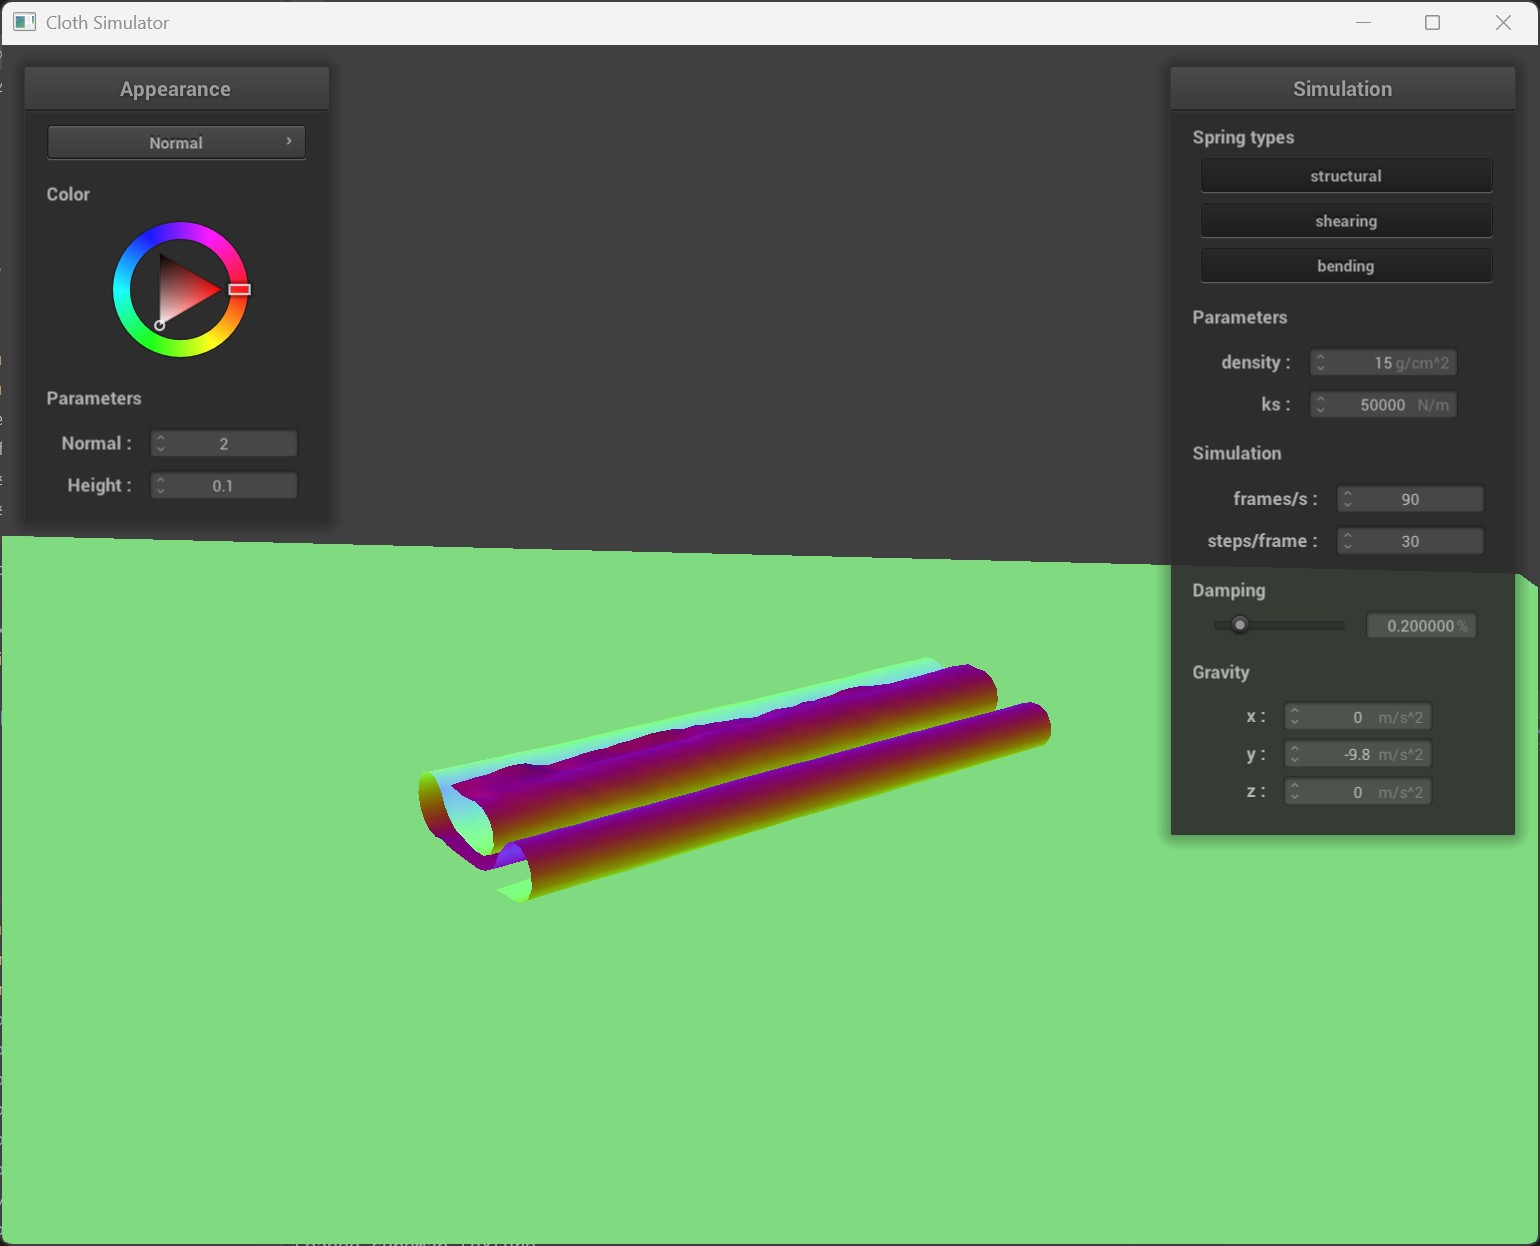 Cloth Simulator
Appearance
Normal
Color
Parameters
Normal :
2
Height :
0.1
Simulation
Spring types
structural
shearing
bending
Parameters
density :
15 g/cm^2
ks :
50000 N/m
Simulation
frames/s :
90
steps/frame :
30
Damping
0.200000 %
Gravity
x :
0 m/s^2
y :
-9.8 m/s^2
z :
0 m/s^2